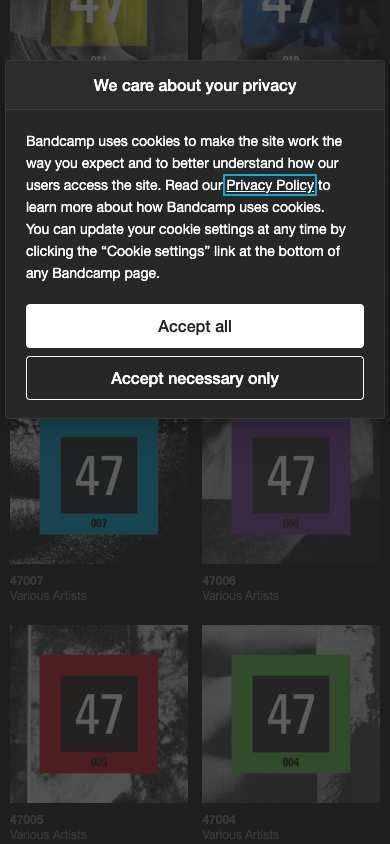 47
47
011
010
We care about your privacy
Bandcamp uses cookies to make the site work the
way you expect and to better understand how our
users access the site. Read our Privacy Policy to
learn more about how Bandcamp uses cookies.
You can update your cookie settings at any time by
clicking the “Cookie settings” link at the bottom of
any Bandcamp page.
Accept all
Accept necessary only
47
007
47
47007
Various Artists
47006
Various Artists
47
005
47
004
47005
Various Artists
47004
Various Artists